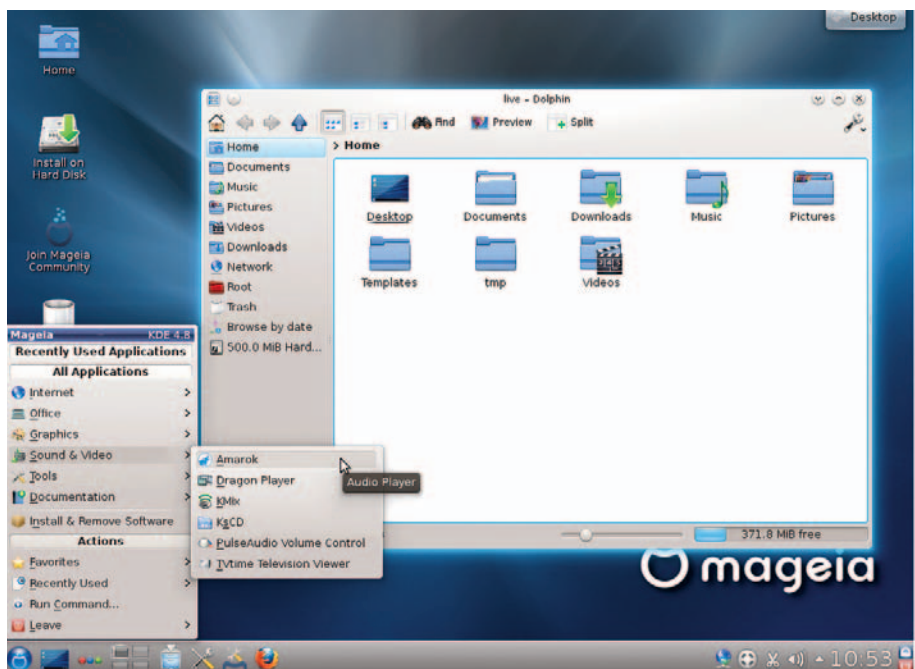 Desktop
Home
Install on
Hard Disk
Join Mageia
Community
live – Dolphin
Find Preview Split
Home
Documents
Music
Pictures
Videos
Downloads
Network
Root
Trash
Browse by date
500.0 MiB Hard...
> Home
Desktop Documents Downloads Music Pictures
Templates tmp Videos
371.8 MiB free
Mageia KDE 4.8
Recently Used Applications
All Applications
Internet >
Office >
Graphics >
Sound & Video >
Tools >
Documentation >
Install & Remove Software
Actions
Favorites >
Recently Used >
Run Command...
Leave >
Amarok
Dragon Player
KMix
KsCD
PulseAudio Volume Control
TVtime Television Viewer
Audio Player
mageia
10:53